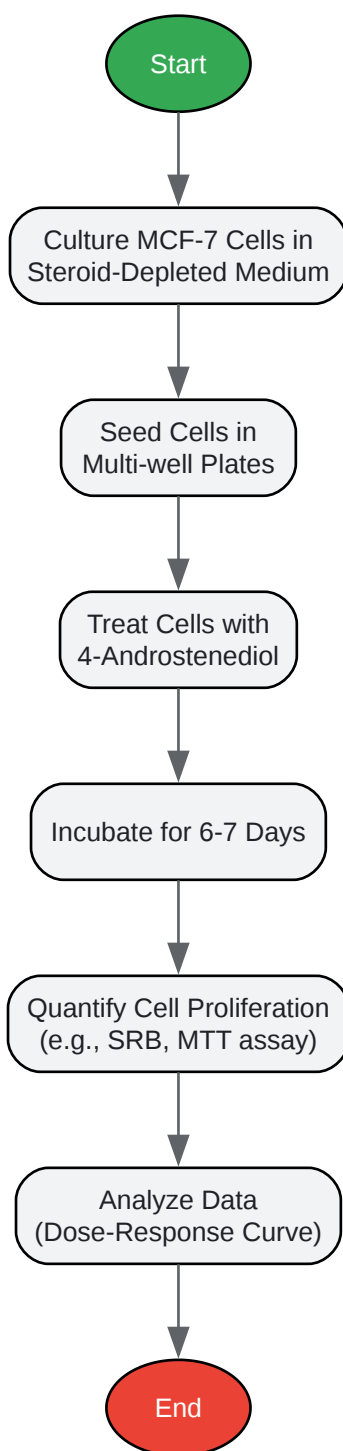 Start
Culture MCF-7 Cells in
Steroid-Depleted Medium
Seed Cells in
Multi-well Plates
Treat Cells with
4-Androstenediol
Incubate for 6-7 Days
Quantify Cell Proliferation
(e.g., SRB, MTT assay)
Analyze Data
(Dose-Response Curve)
End